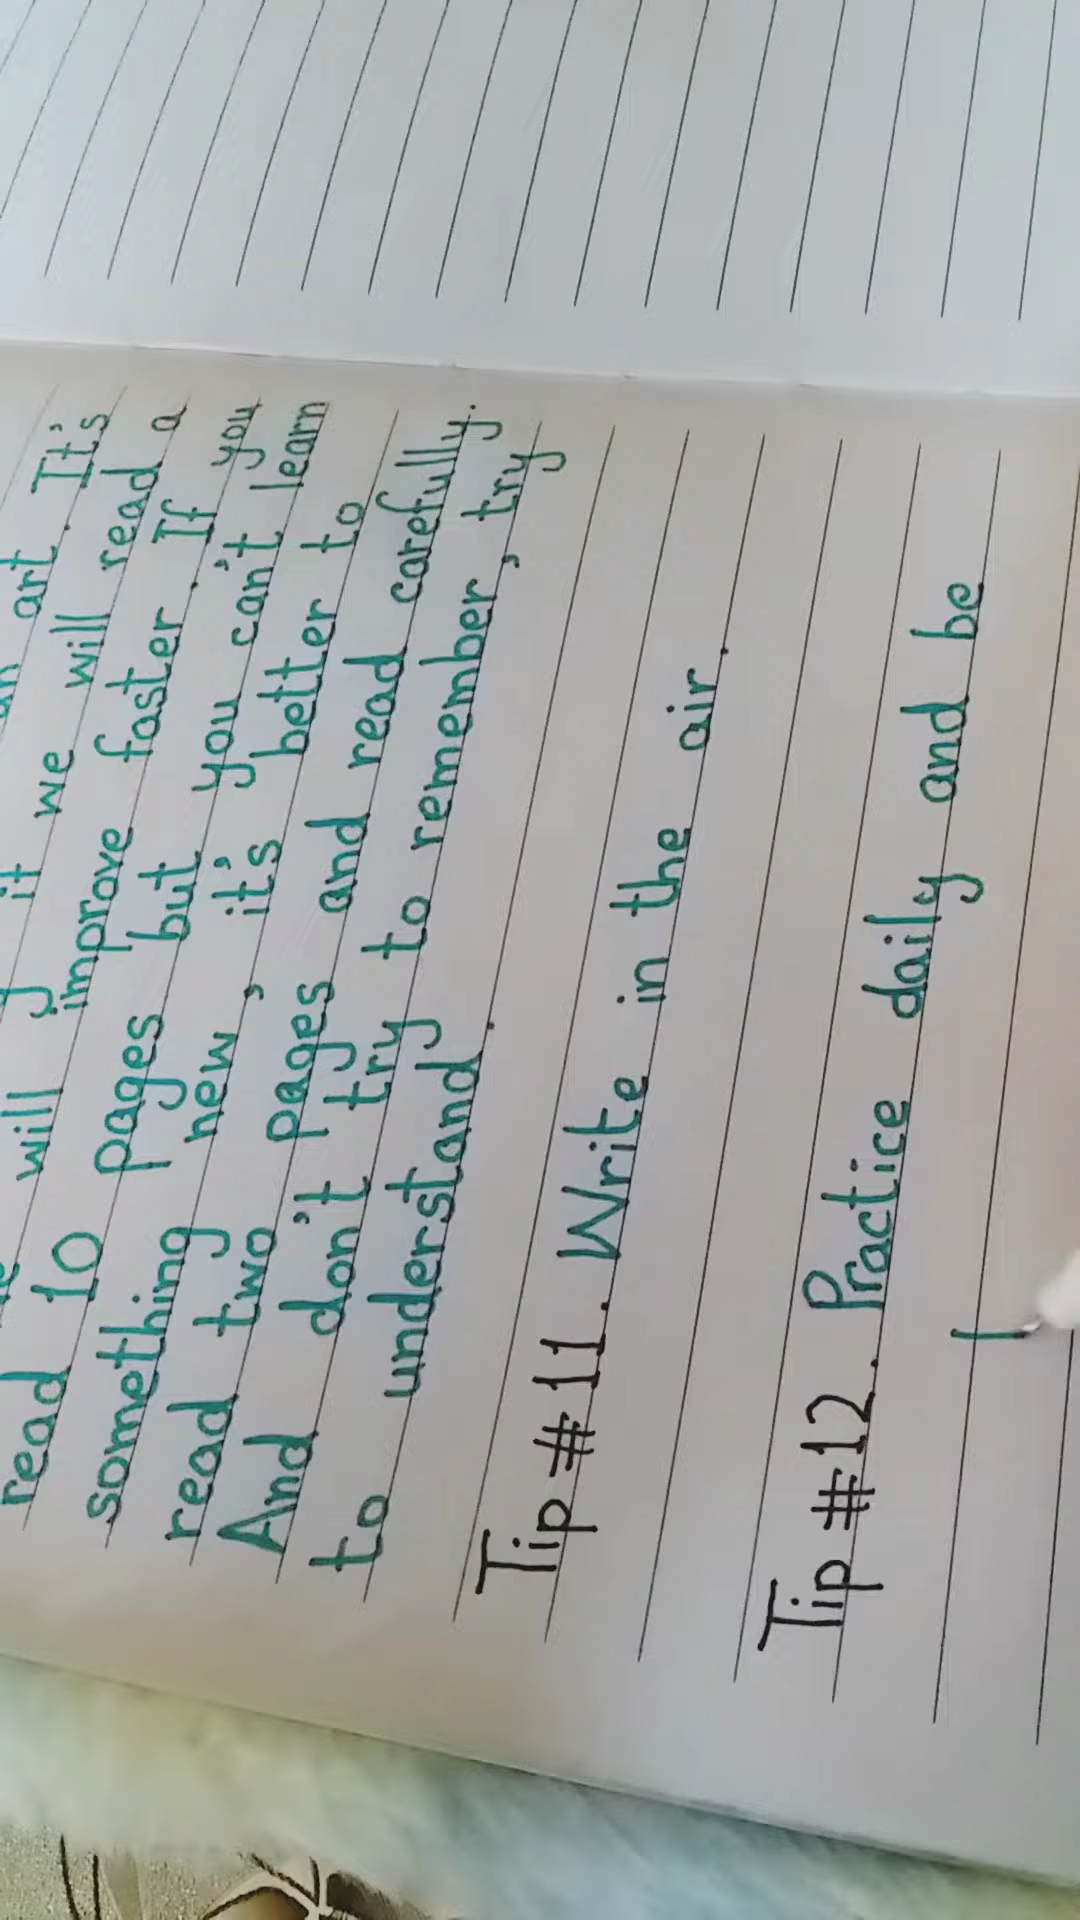 an art. It's
will if we will read a
read 10 improve faster. If you
something pages but you can't learn
read two new, it's better to
And pages and read carefully.
to don't try to remember, try
understand.
Tip #11. Write in the air.
Tip #12. Practice daily and be